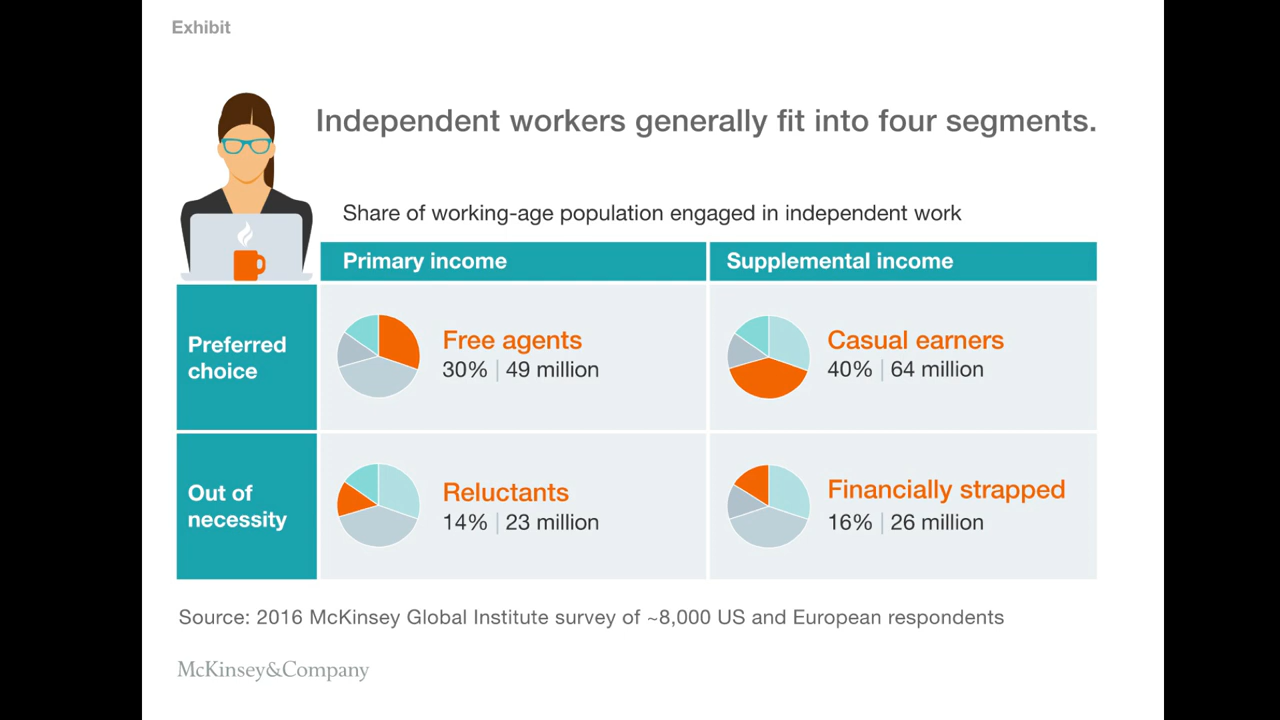 Exhibit
Independent workers generally fit into four segments.
Share of working-age population engaged in independent work
Primary income
Supplemental income
Preferred
choice
Free agents
30% | 49 million
Casual earners
40% | 64 million
Out of
necessity
Reluctants
14% | 23 million
Financially strapped
16% | 26 million
Source: 2016 McKinsey Global Institute survey of ~8,000 US and European respondents
McKinsey&Company